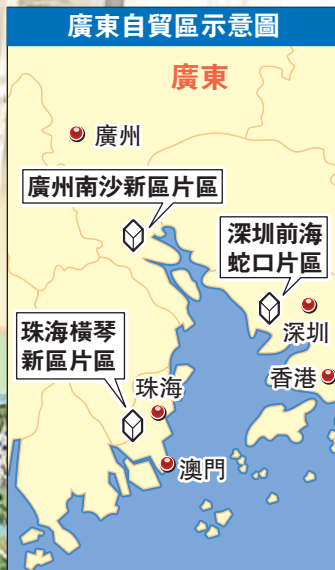 廣東自貿區示意圖
廣東
廣州
廣州南沙新區片區
深圳前海
蛇口片區
深圳
珠海橫琴
新區片區
珠海
香港
澳門